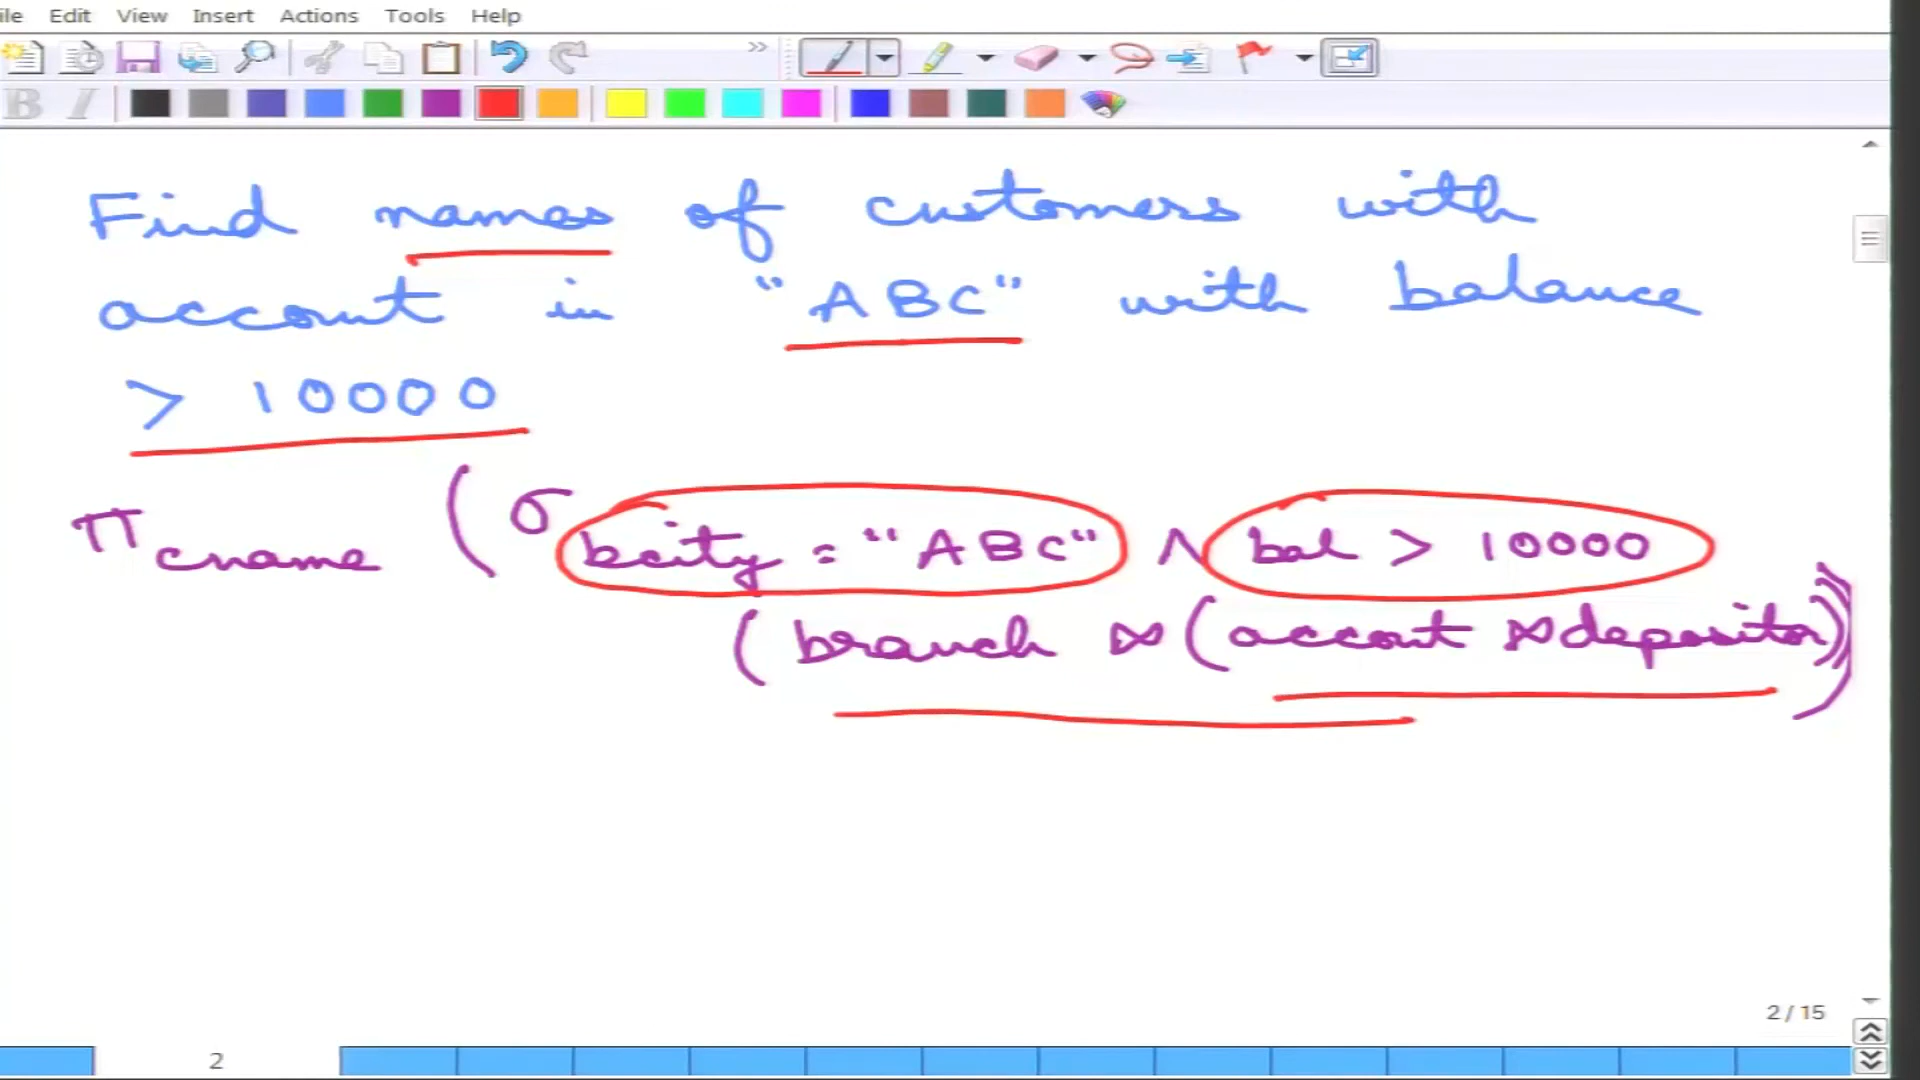 ile Edit View Insert Actions Tools Help
B I
Find names of customers with
account in "ABC" with balance
> 10000
π cname (σ bcity = "ABC" ∧ bal > 10000
(branch ⋈ (account ⋈ depositor)))
2 / 15
2